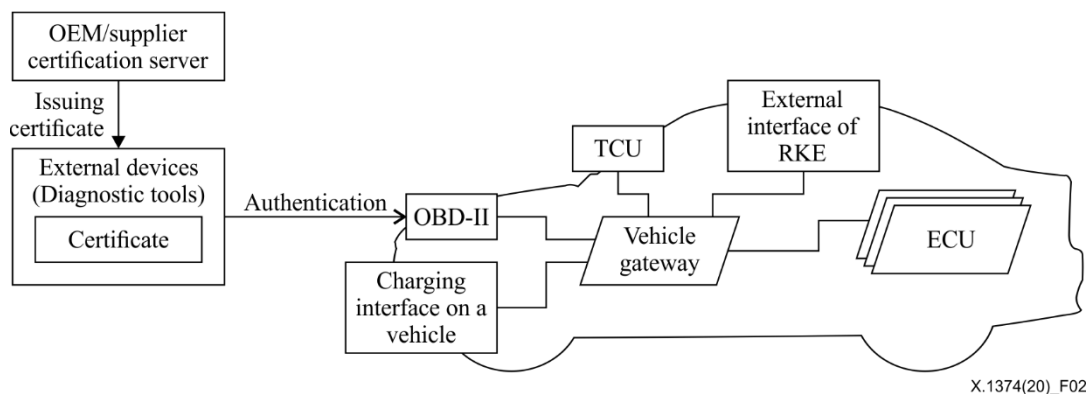 OEM/supplier
certification server
Issuing
certificate
External devices
(Diagnostic tools)
Certificate
Authentication
OBD-II
Charging
interface on a
vehicle
TCU
External
interface of
RKE
Vehicle
gateway
ECU
X.1374(20)_F02